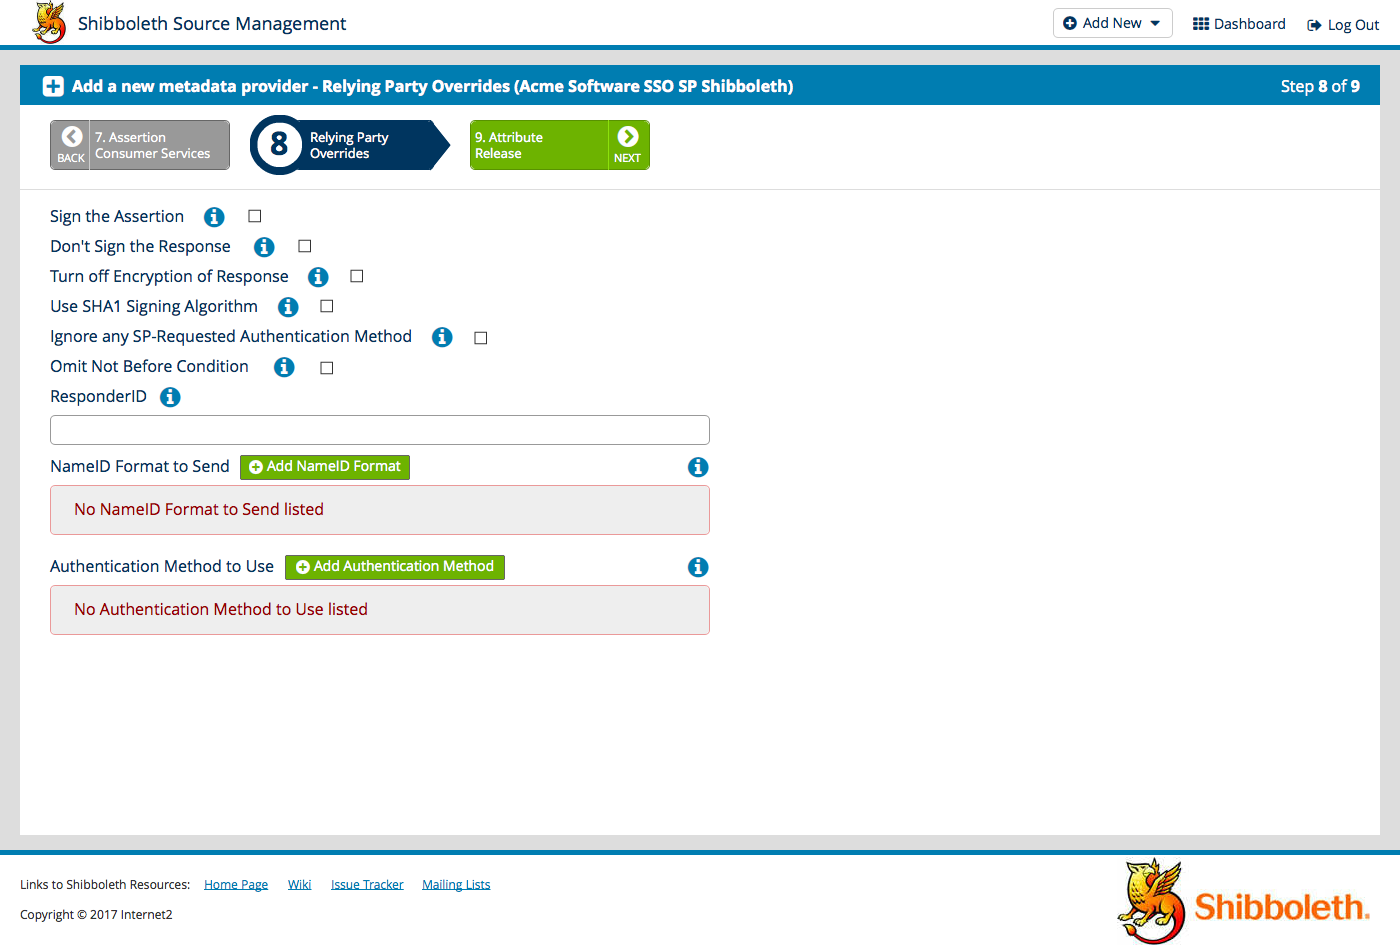 Shibboleth Source Management
Add New
Dashboard
Log Out
Add a new metadata provider - Relying Party Overrides (Acme Software SSO SP Shibboleth)
Step 8 of 9
BACK
7. Assertion
Consumer Services
8
Relying Party
Overrides
9. Attribute
Release
NEXT
Sign the Assertion
Don't Sign the Response
Turn off Encryption of Response
Use SHA1 Signing Algorithm
Ignore any SP-Requested Authentication Method
Omit Not Before Condition
ResponderID
NameID Format to Send
Add NameID Format
No NameID Format to Send listed
Authentication Method to Use
Add Authentication Method
No Authentication Method to Use listed
Links to Shibboleth Resources: Home Page Wiki Issue Tracker Mailing Lists
Copyright © 2017 Internet2
Shibboleth.